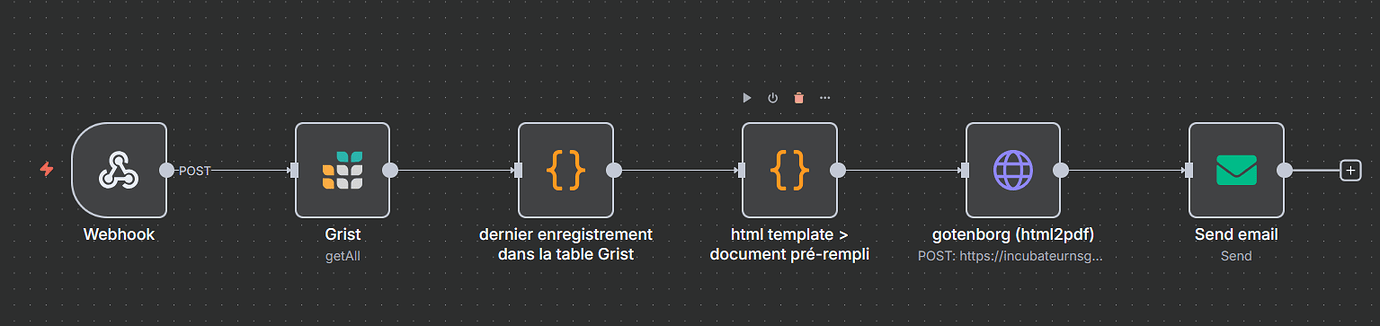 POST
Webhook
Grist
getAll
dernier enregistrement
dans la table Grist
html template >
document pré-rempli
gotenborg (html2pdf)
POST: https://incubateurnsg...
Send email
Send